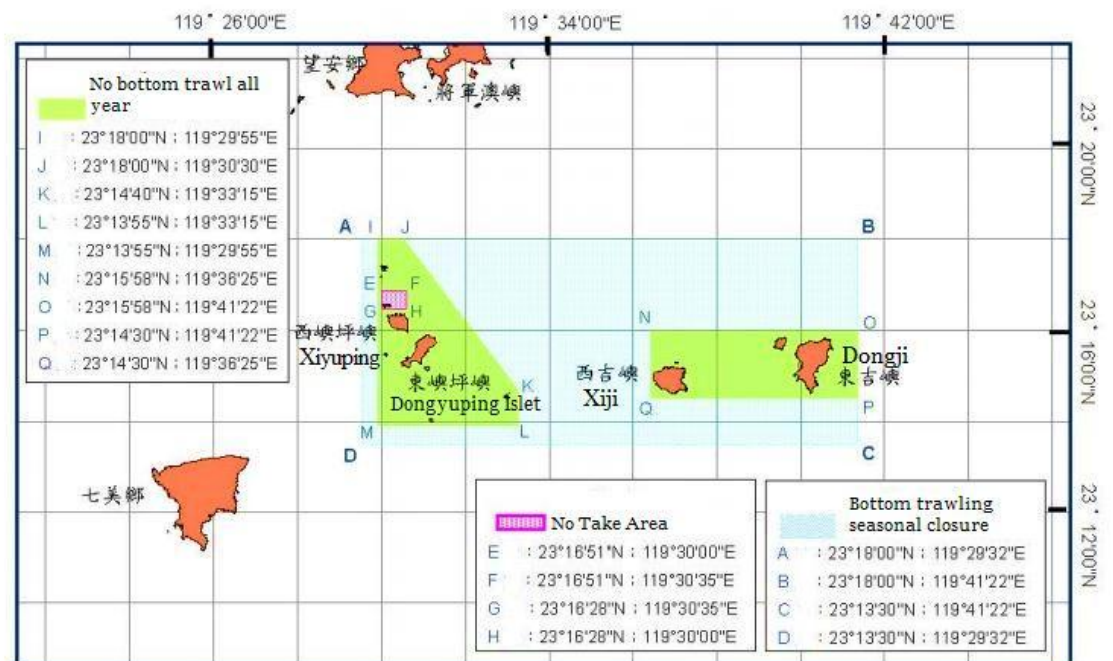 119° 26'00"E
119° 34'00"E
119° 42'00"E
No bottom trawl all
year
I : 23°18'00"N ; 119°29'55"E
J : 23°18'00"N ; 119°30'30"E
K : 23°14'40"N ; 119°33'15"E
L : 23°13'55"N ; 119°33'15"E
M : 23°13'55"N ; 119°29'55"E
N : 23°15'58"N ; 119°36'25"E
O : 23°15'58"N ; 119°41'22"E
P : 23°14'30"N ; 119°41'22"E
Q : 23°14'30"N ; 119°36'25"E
望安鄉
將軍澳嶼
23° 20'00"N
A I J B
E F
G H
N O
西嶼坪嶼
Xiyuping
東嶼坪嶼
Dongyuping Islet
K
西吉嶼
Xiji
Dongji
東吉嶼
23° 16'00"N
Q P
M L
D C
七美鄉
23° 12'00"N
No Take Area
E : 23°16'51"N ; 119°30'00"E
F : 23°16'51"N ; 119°30'35"E
G : 23°16'28"N ; 119°30'35"E
H : 23°16'28"N ; 119°30'00"E
Bottom trawling
seasonal closure
A : 23°18'00"N ; 119°29'32"E
B : 23°18'00"N ; 119°41'22"E
C : 23°13'30"N ; 119°41'22"E
D : 23°13'30"N ; 119°29'32"E